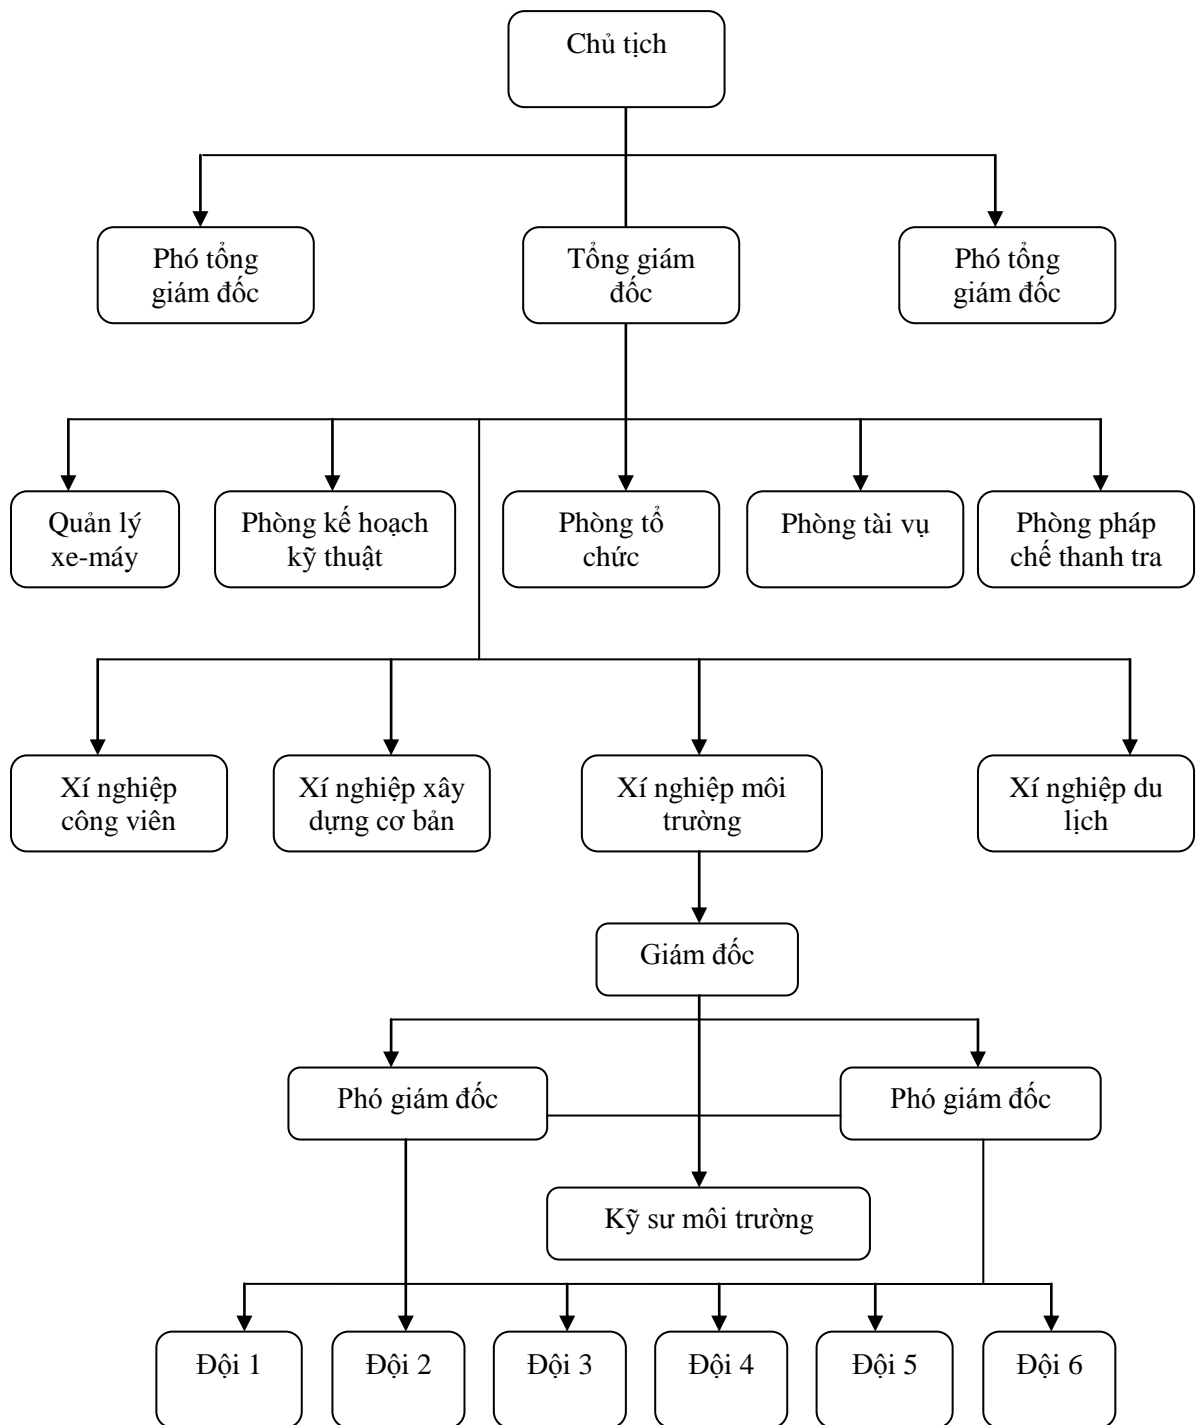 Chủ tịch
Phó tổng
giám đốc
Tổng giám
đốc
Phó tổng
giám đốc
Quản lý
xe-máy
Phòng kế hoạch
kỹ thuật
Phòng tổ
chức
Phòng tài vụ
Phòng pháp
chế thanh tra
Xí nghiệp
công viên
Xí nghiệp xây
dựng cơ bản
Xí nghiệp môi
trường
Xí nghiệp du
lịch
Giám đốc
Phó giám đốc
Phó giám đốc
Kỹ sư môi trường
Đội 1
Đội 2
Đội 3
Đội 4
Đội 5
Đội 6